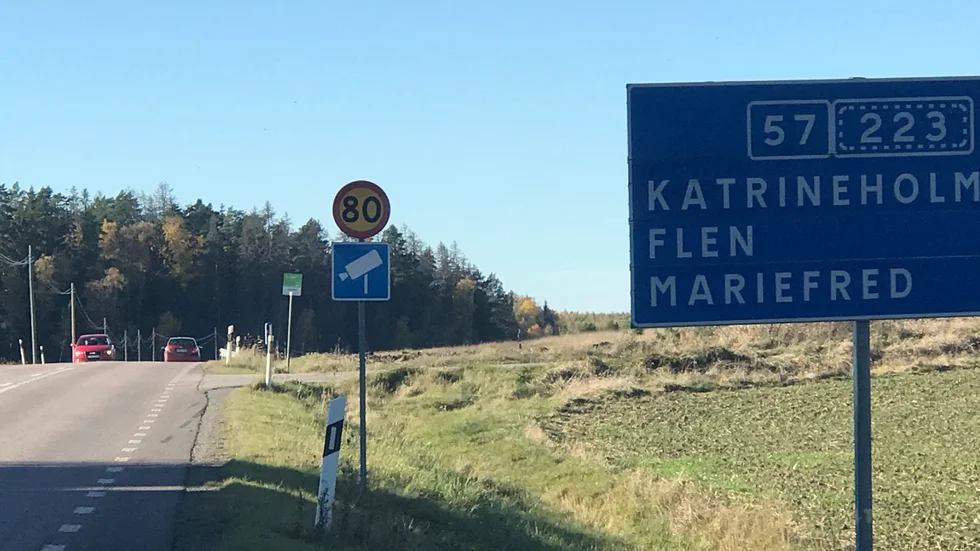 57 223
KATRINEHOLM
FLEN
MARIEFRED
80